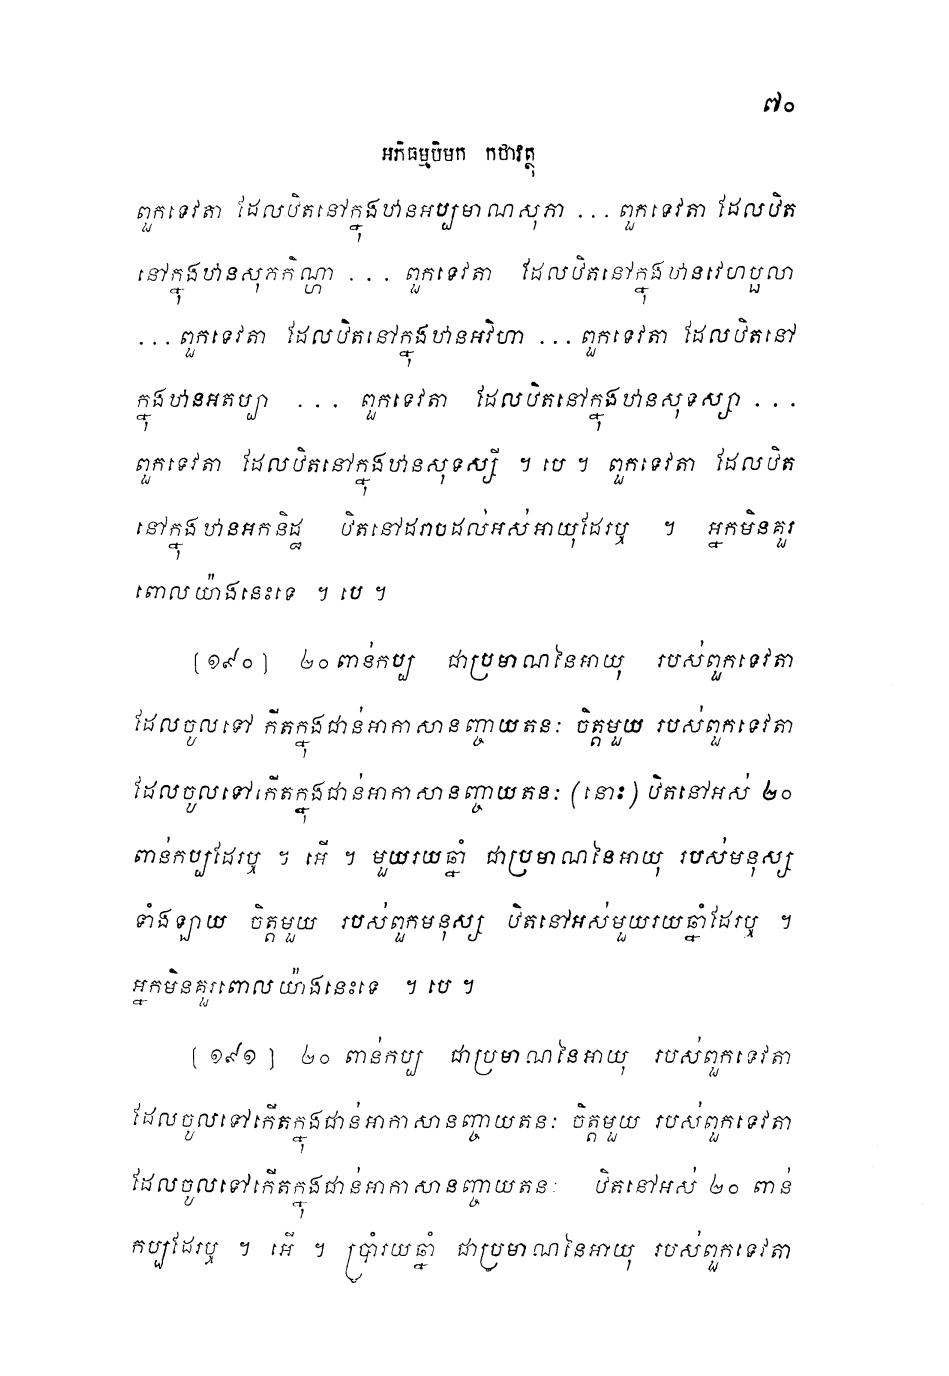 ៧០
អភិធម្មបិមក កថាវត្ថុ
ពួកទេវតា ដែលឋិតនៅក្នុងឋានអប្បមាណសុភា ... ពួកទេវតា ដែលឋិត
នៅក្នុងឋានសុភកិណ្ហា ... ពួកទេវតា ដែលឋិតនៅក្នុងឋានវេហប្ផលា
... ពួកទេវតា ដែលឋិតនៅក្នុងឋានអវិហា ... ពួកទេវតា ដែលឋិតនៅ
ក្នុងឋានអតប្បា ... ពួកទេវតា ដែលឋិតនៅក្នុងឋានសុទស្សា ...
ពួកទេវតា ដែលឋិតនៅក្នុងឋានសុទស្សី ។ បេ ។ ពួកទេវតា ដែលឋិត
នៅក្នុងឋានអកនិដ្ឋ ឋិតនៅដរាបដល់អស់អាយុដែរឬ ។ អ្នកមិនគួរ
ពោលយ៉ាងនេះទេ ។ បេ ។
(១៩០) ២០ពាន់កប្ប ជាប្រមាណនៃអាយុ របស់ពួកទេវតា
ដែលចូលទៅ កើតក្នុងជាន់អាកាសានញ្ចាយតនៈ ចិត្តមួយ របស់ពួកទេវតា
ដែលចូលទៅកើតក្នុងជាន់អាកាសានញ្ចាយតនៈ (នោះ) ឋិតនៅអស់ ២០
ពាន់កប្បដែរឬ ។ អើ ។ មួយរយឆ្នាំ ជាប្រមាណនៃអាយុ របស់មនុស្ស
ទាំងឡាយ ចិត្តមួយ របស់ពួកមនុស្ស ឋិតនៅអស់មួយរយឆ្នាំដែរឬ ។
អ្នកមិនគួរពោលយ៉ាងនេះទេ ។ បេ ។
(១៩១) ២០ ពាន់កប្ប ជាប្រមាណនៃអាយុ របស់ពួកទេវតា
ដែលចូលទៅកើតក្នុងជាន់អាកាសានញ្ចាយតនៈ ចិត្តមួយ របស់ពួកទេវតា
ដែលចូលទៅកើតក្នុងជាន់អាកាសានញ្ចាយតនៈ ឋិតនៅអស់ ២០ ពាន់
កប្បដែរឬ ។ អើ ។ ប្រាំរយឆ្នាំ ជាប្រមាណនៃអាយុ របស់ពួកទេវតា